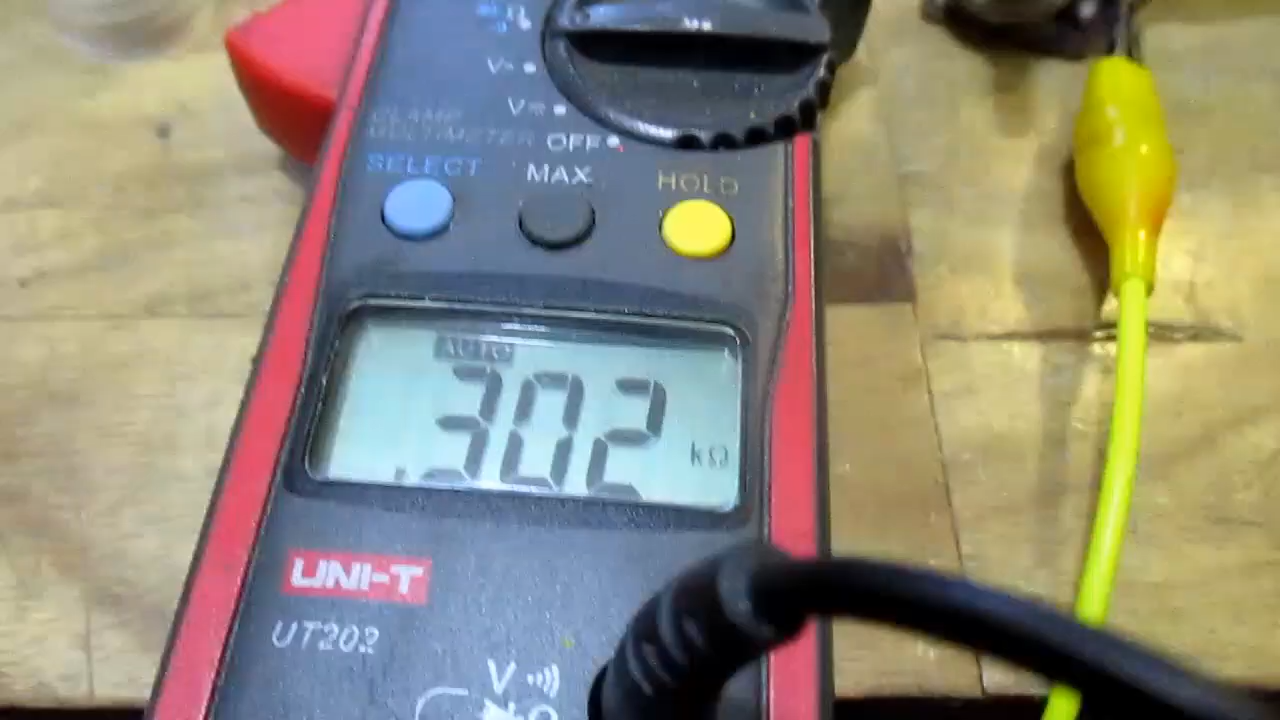 V~
V⎓
CLAMP
MULTIMETER OFF
SELECT MAX HOLD
AUTO
.302 kΩ
UNI-T
UT202
V
Ω